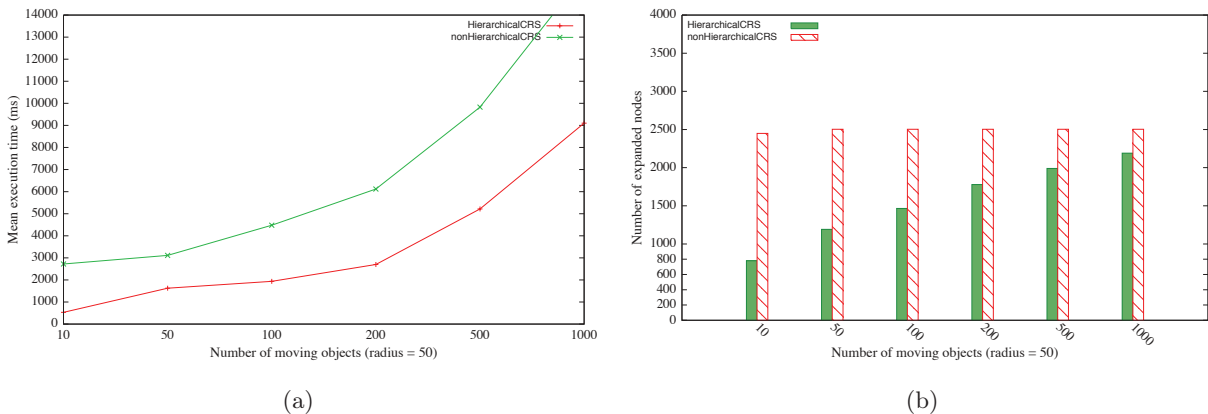 14000
13000
12000
11000
10000
9000
8000
7000
6000
5000
4000
3000
2000
1000
0
Mean execution time (ms)
HierarchicalCRS
nonHierarchicalCRS
10 50 100 200 500 1000
Number of moving objects (radius = 50)
(a)
4000
3500
3000
2500
2000
1500
1000
800
600
400
200
0
Number of expanded nodes
HierarchicalCRS
nonHierarchicalCRS
10 50 100 200 500 1000
Number of moving objects (radius = 50)
(b)